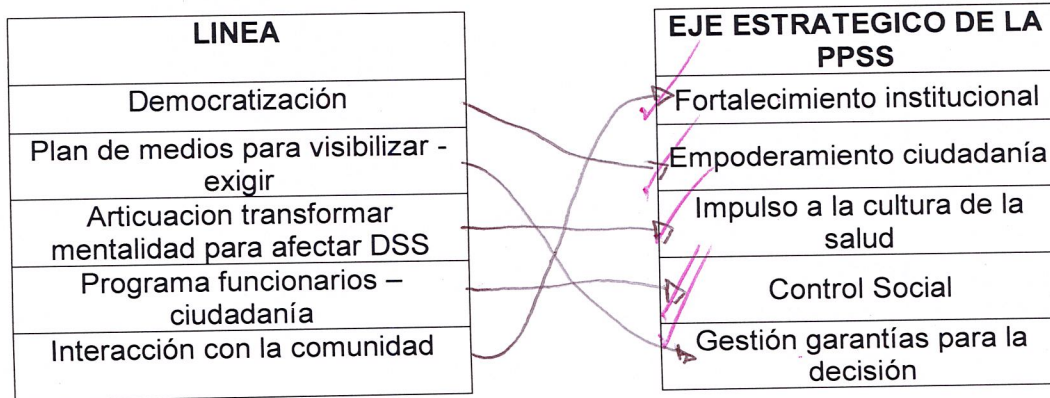 LINEA
Democratización
Plan de medios para visibilizar -
exigir
Articuacion transformar
mentalidad para afectar DSS
Programa funcionarios –
ciudadanía
Interacción con la comunidad
EJE ESTRATEGICO DE LA
PPSS
Fortalecimiento institucional
Empoderamiento ciudadanía
Impulso a la cultura de la
salud
Control Social
Gestión garantías para la
decisión